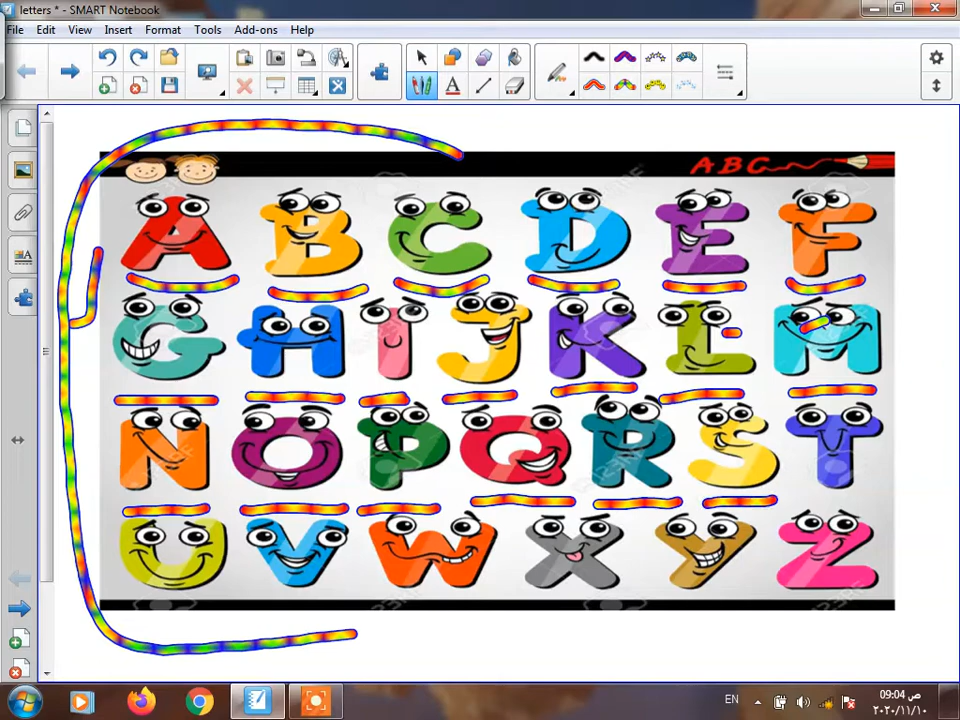 letters * - SMART Notebook
File Edit View Insert Format Tools Add-ons Help
ABC
A B C D E F
G H I J K L M
N O P Q R S T
U V W X Y Z
EN
09:04 ص
٢٠٢٠/١١/١٠